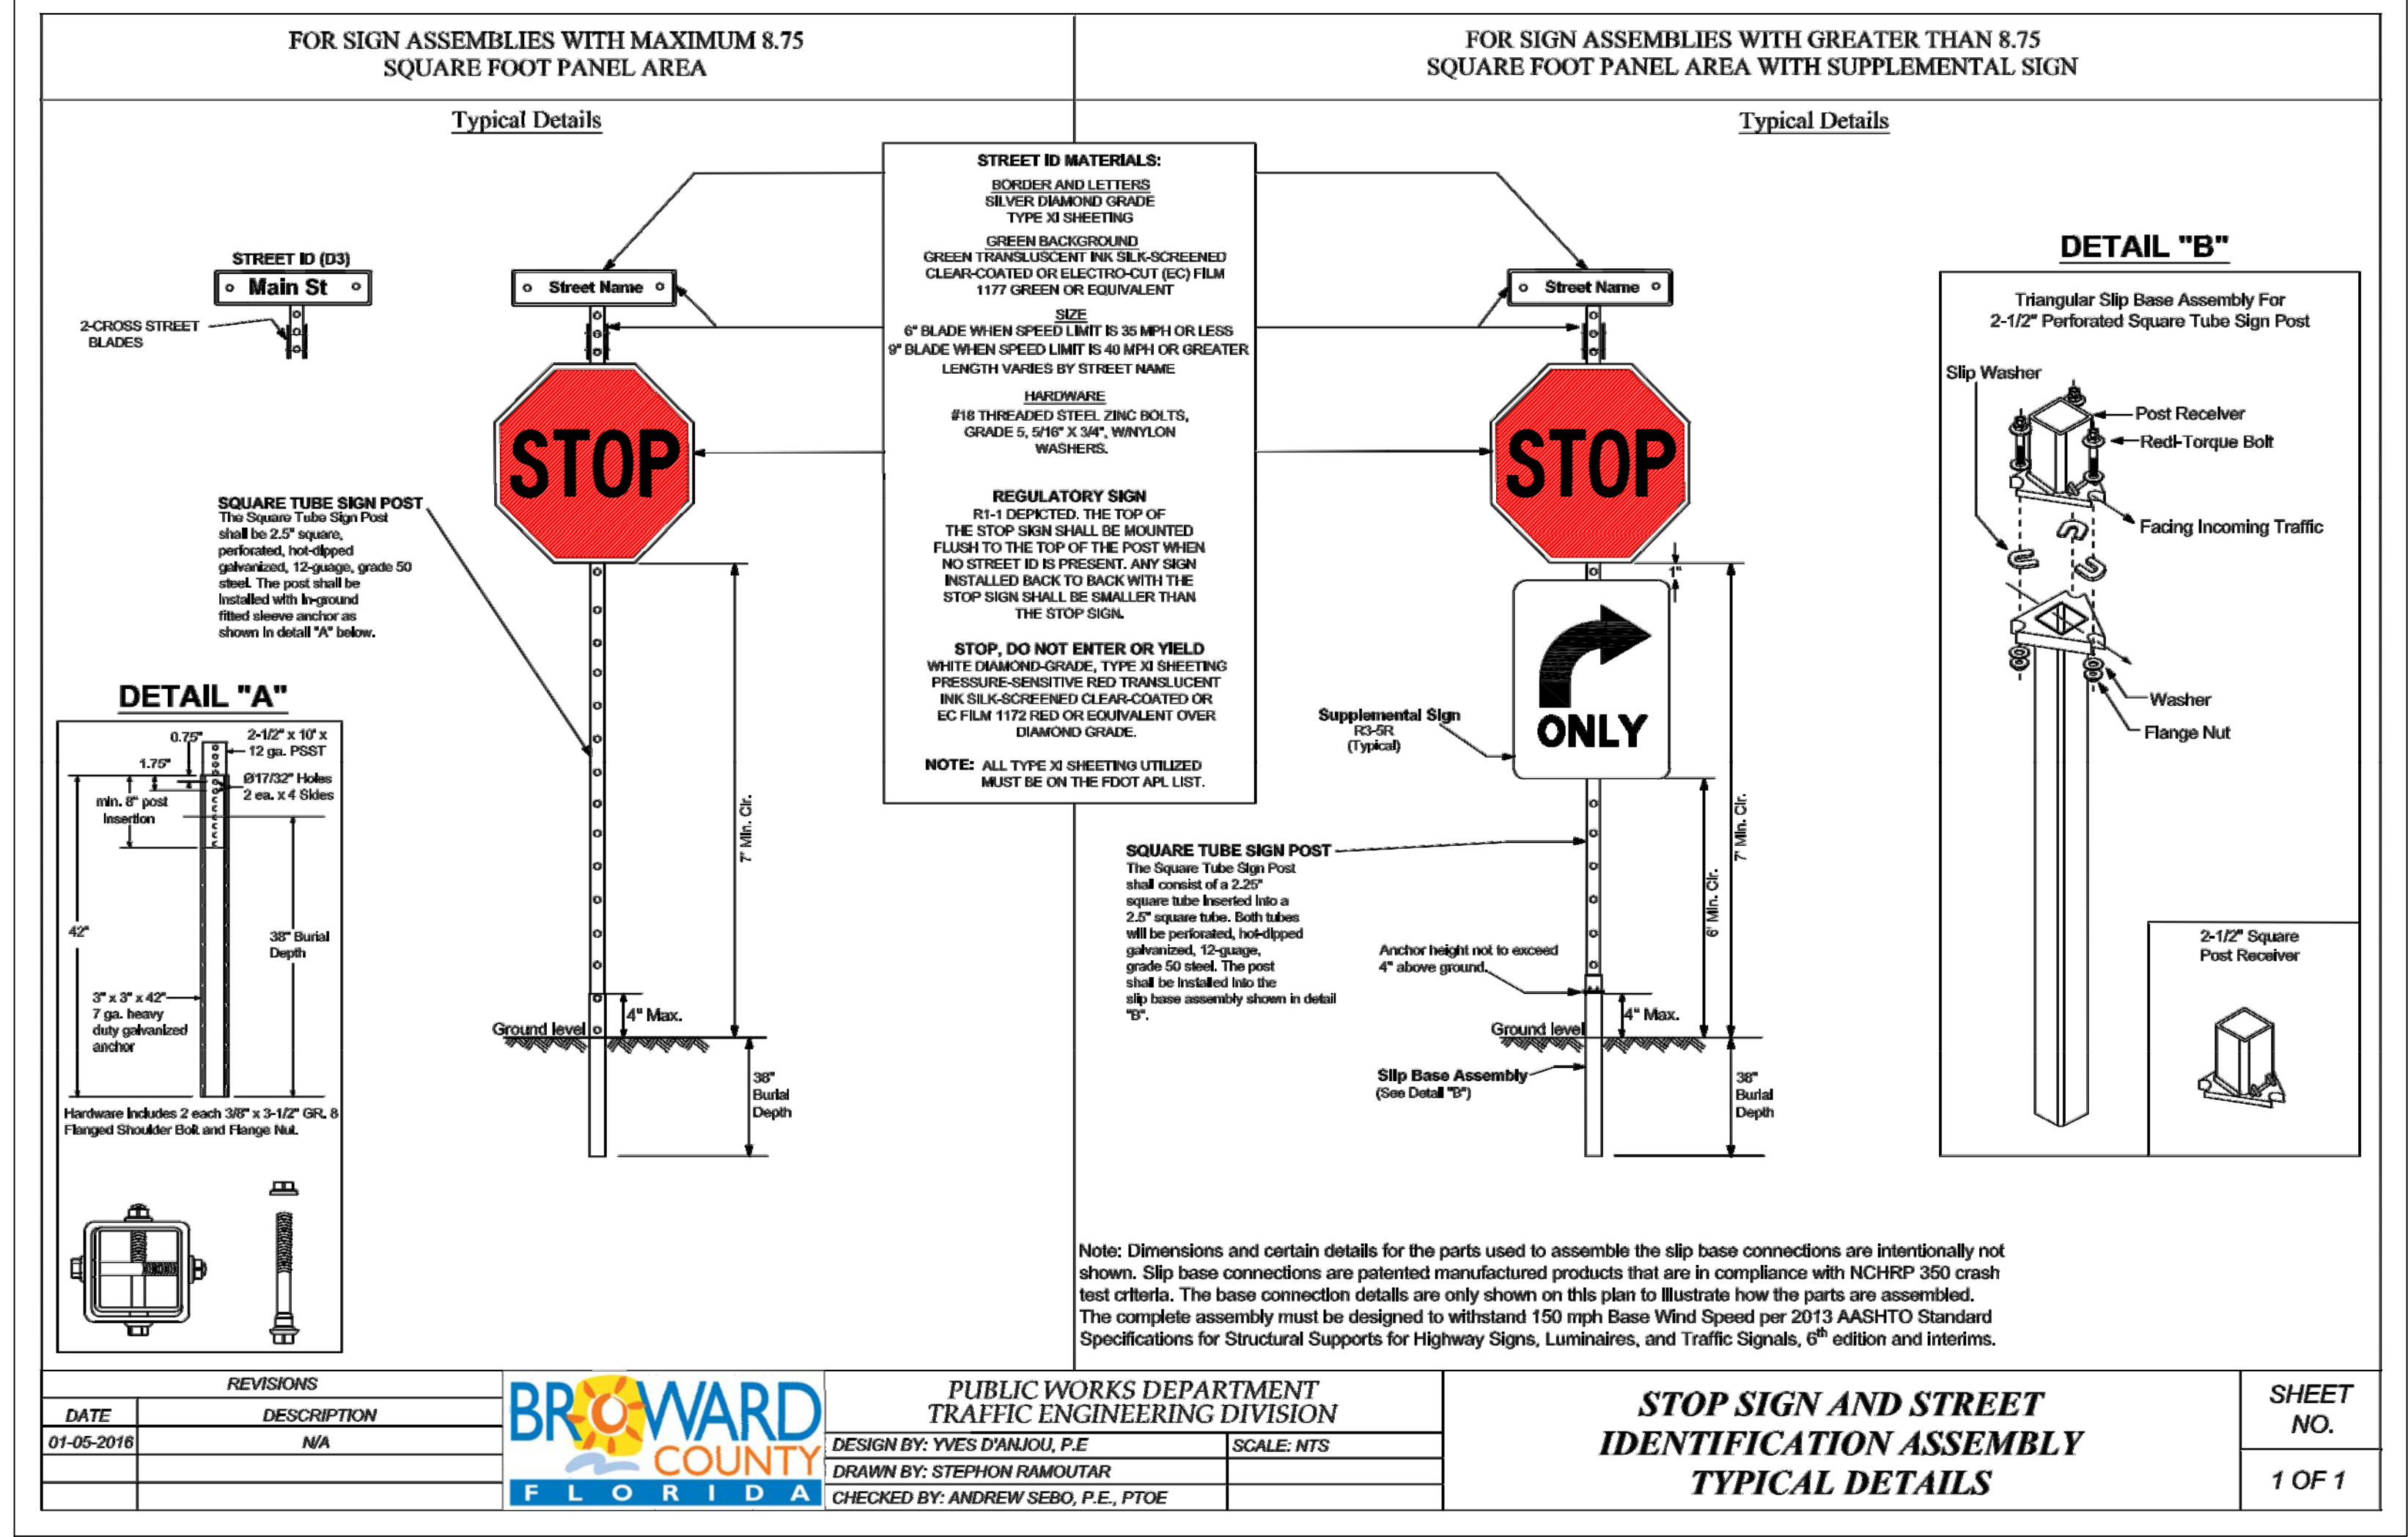 FOR SIGN ASSEMBLIES WITH MAXIMUM 8.75
SQUARE FOOT PANEL AREA
FOR SIGN ASSEMBLIES WITH GREATER THAN 8.75
SQUARE FOOT PANEL AREA WITH SUPPLEMENTAL SIGN
Typical Details
Typical Details
STREET ID (D3)
Main St
2-CROSS STREET
BLADES
Street Name
STOP
SQUARE TUBE SIGN POST
The Square Tube Sign Post
shall be 2.5" square,
perforated, hot-dipped
galvanized, 12-guage, grade 50
steel. The post shall be
Installed with In-ground
fitted sleeve anchor as
shown in detail "A" below.
7' Min. Clr.
4" Max.
Ground level
38"
Burial
Depth
DETAIL "A"
0.75"
2-1/2" x 10' x
12 ga. PSST
1.75"
Ø17/32" Holes
2 ea. x 4 Sides
min. 8" post
Insertion
42"
38" Burial
Depth
3" x 3" x 42"
7 ga. heavy
duty galvanized
anchor
Hardware Includes 2 each 3/8" x 3-1/2" GR. 8
Flanged Shoulder Bolt and Flange Nut.
STREET ID MATERIALS:
BORDER AND LETTERS
SILVER DIAMOND GRADE
TYPE XI SHEETING
GREEN BACKGROUND
GREEN TRANSLUSCENT INK SILK-SCREENED
CLEAR-COATED OR ELECTRO-CUT (EC) FILM
1177 GREEN OR EQUIVALENT
SIZE
6" BLADE WHEN SPEED LIMIT IS 35 MPH OR LESS
9" BLADE WHEN SPEED LIMIT IS 40 MPH OR GREATER
LENGTH VARIES BY STREET NAME
HARDWARE
#18 THREADED STEEL ZINC BOLTS,
GRADE 5, 5/16" X 3/4", W/NYLON
WASHERS.
REGULATORY SIGN
R1-1 DEPICTED. THE TOP OF
THE STOP SIGN SHALL BE MOUNTED
FLUSH TO THE TOP OF THE POST WHEN
NO STREET ID IS PRESENT. ANY SIGN
INSTALLED BACK TO BACK WITH THE
STOP SIGN SHALL BE SMALLER THAN
THE STOP SIGN.
STOP, DO NOT ENTER OR YIELD
WHITE DIAMOND-GRADE, TYPE XI SHEETING
PRESSURE-SENSITIVE RED TRANSLUCENT
INK SILK-SCREENED CLEAR-COATED OR
EC FILM 1172 RED OR EQUIVALENT OVER
DIAMOND GRADE.
NOTE: ALL TYPE XI SHEETING UTILIZED
MUST BE ON THE FDOT APL LIST.
Street Name
STOP
1"
ONLY
Supplemental Sign
R3-5R
(Typical)
SQUARE TUBE SIGN POST
The Square Tube Sign Post
shall consist of a 2.25"
square tube Inserted Into a
2.5" square tube. Both tubes
will be perforated, hot-dipped
galvanized, 12-guage,
grade 50 steel. The post
shall be Installed Into the
slip base assembly shown in detail
"B".
6' Min. Clr.
7' Min. Clr.
Anchor height not to exceed
4" above ground.
4" Max.
Ground level
Slip Base Assembly
(See Detail "B")
38"
Burial
Depth
DETAIL "B"
Triangular Slip Base Assembly For
2-1/2" Perforated Square Tube Sign Post
Slip Washer
Post Receiver
Redi-Torque Bolt
Facing Incoming Traffic
Washer
Flange Nut
2-1/2" Square
Post Receiver
Note: Dimensions and certain details for the parts used to assemble the slip base connections are intentionally not
shown. Slip base connections are patented manufactured products that are in compliance with NCHRP 350 crash
test criteria. The base connection details are only shown on this plan to illustrate how the parts are assembled.
The complete assembly must be designed to withstand 150 mph Base Wind Speed per 2013 AASHTO Standard
Specifications for Structural Supports for Highway Signs, Luminaires, and Traffic Signals, 6th edition and interims.
REVISIONS
DATE DESCRIPTION
01-05-2016 N/A
BROWARD
COUNTY
FLORIDA
PUBLIC WORKS DEPARTMENT
TRAFFIC ENGINEERING DIVISION
DESIGN BY: YVES D'ANJOU, P.E SCALE: NTS
DRAWN BY: STEPHON RAMOUTAR
CHECKED BY: ANDREW SEBO, P.E., PTOE
STOP SIGN AND STREET
IDENTIFICATION ASSEMBLY
TYPICAL DETAILS
SHEET
NO.
1 OF 1